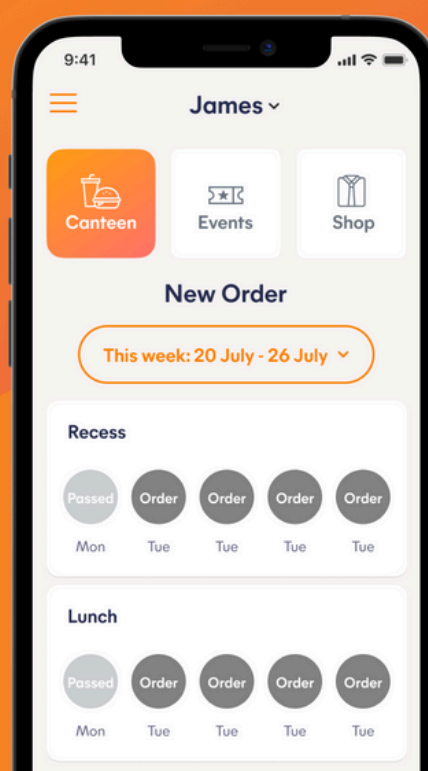 9:41
James
Canteen Events Shop
New Order
This week: 20 July - 26 July
Recess
Passed Order Order Order Order
Mon Tue Tue Tue Tue
Lunch
Passed Order Order Order Order
Mon Tue Tue Tue Tue